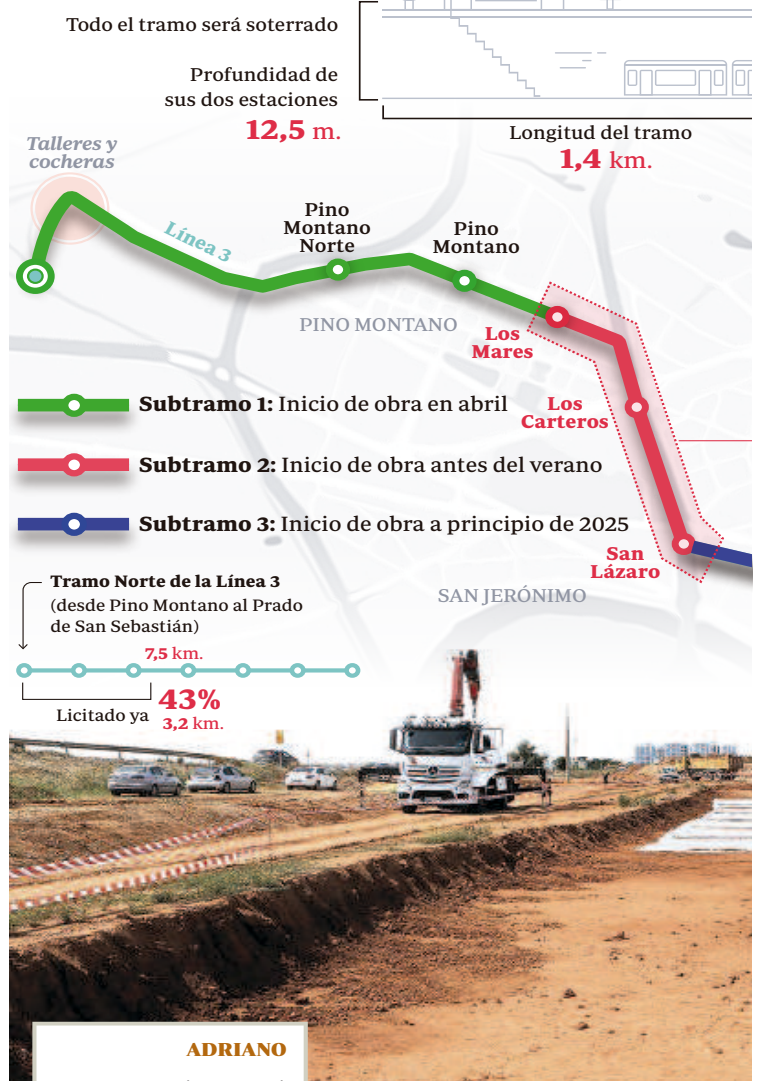 Todo el tramo será soterrado
Profundidad de
sus dos estaciones
12,5 m.
Longitud del tramo
1,4 km.
Talleres y
cocheras
Línea 3
Pino
Montano
Norte
Pino
Montano
PINO MONTANO
Los
Mares
Los
Carteros
Subtramo 1: Inicio de obra en abril
Subtramo 2: Inicio de obra antes del verano
Subtramo 3: Inicio de obra a principio de 2025
San
Lázaro
SAN JERÓNIMO
Tramo Norte de la Línea 3
(desde Pino Montano al Prado
de San Sebastián)
7,5 km.
Licitado ya
43%
3,2 km.
ADRIANO